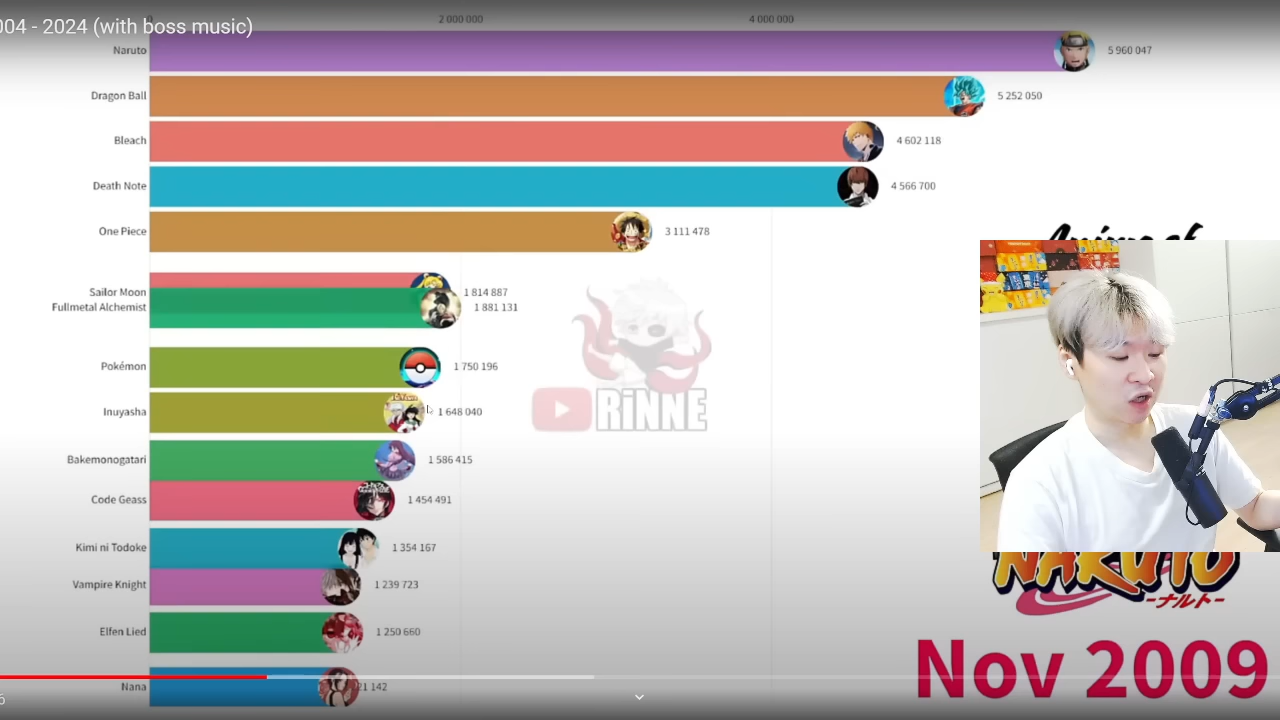 004 - 2024 (with boss music)
2 000 000
4 000 000
Naruto 5 960 047
Dragon Ball 5 252 050
Bleach 4 602 118
Death Note 4 566 700
One Piece 3 111 478
Sailor Moon 1 814 887
Fullmetal Alchemist 1 881 131
Pokémon 1 750 196
Inuyasha 1 648 040
Bakemonogatari 1 586 415
Code Geass 1 454 491
Kimi ni Todoke 1 354 167
Vampire Knight 1 239 723
Elfen Lied 1 250 660
Nana 21 142
RiNNE
NARUTO
-ナルト-
Nov 2009